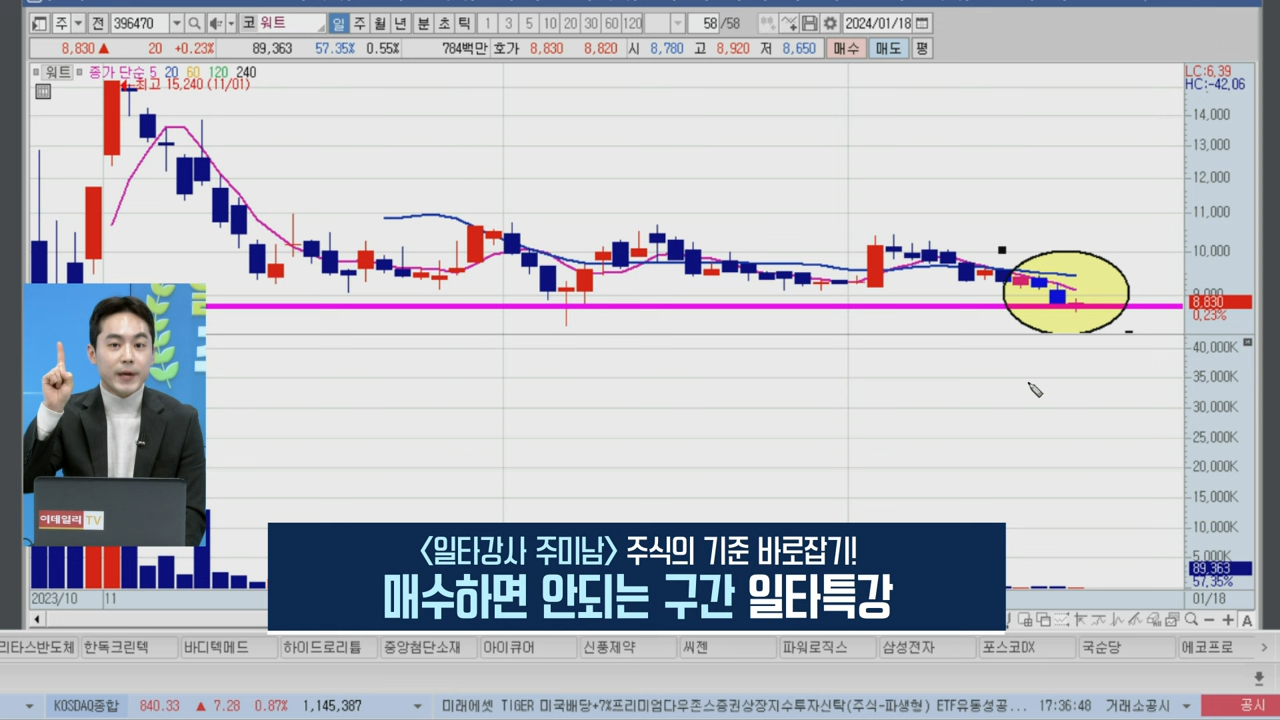 주 전 396470 코 워트 일 주 월 년 분 초 틱 1 3 5 10 20 30 60 120 58 /58 2024/01/18
8,830 ▲ 20 +0.23% 89,363 57.35% 0.55% 784백만 호가 8,830 8,820 시 8,780 고 8,920 저 8,650 매수 매도 평
워트 종가 단순 5 20 60 120 240
최고 15,240 (11/01)
LC:6.39
HC:-42.06
14,000
13,000
12,000
11,000
10,000
9,000
8,830
0.23%
40,000K
35,000K
30,000K
25,000K
20,000K
15,000K
10,000K
5,000K
89,363
57.35%
이데일리 TV
<일타강사 주미남> 주식의 기준 바로잡기!
매수하면 안되는 구간 일타특강
2023/10 11 01/18
A
리타스반도체 한독크린텍 바디텍메드 하이드로리튬 중앙첨단소재 아이큐어 신풍제약 씨젠 파워로직스 삼성전자 포스코DX 국순당 에코프로
KOSDAQ종합 840.33 ▲ 7.28 0.87% 1,145,387 미래에셋 TIGER 미국배당+7%프리미엄다우존스증권상장지수투자신탁(주식-파생형) ETF유동성공... 17:36:48 거래소공시 공시